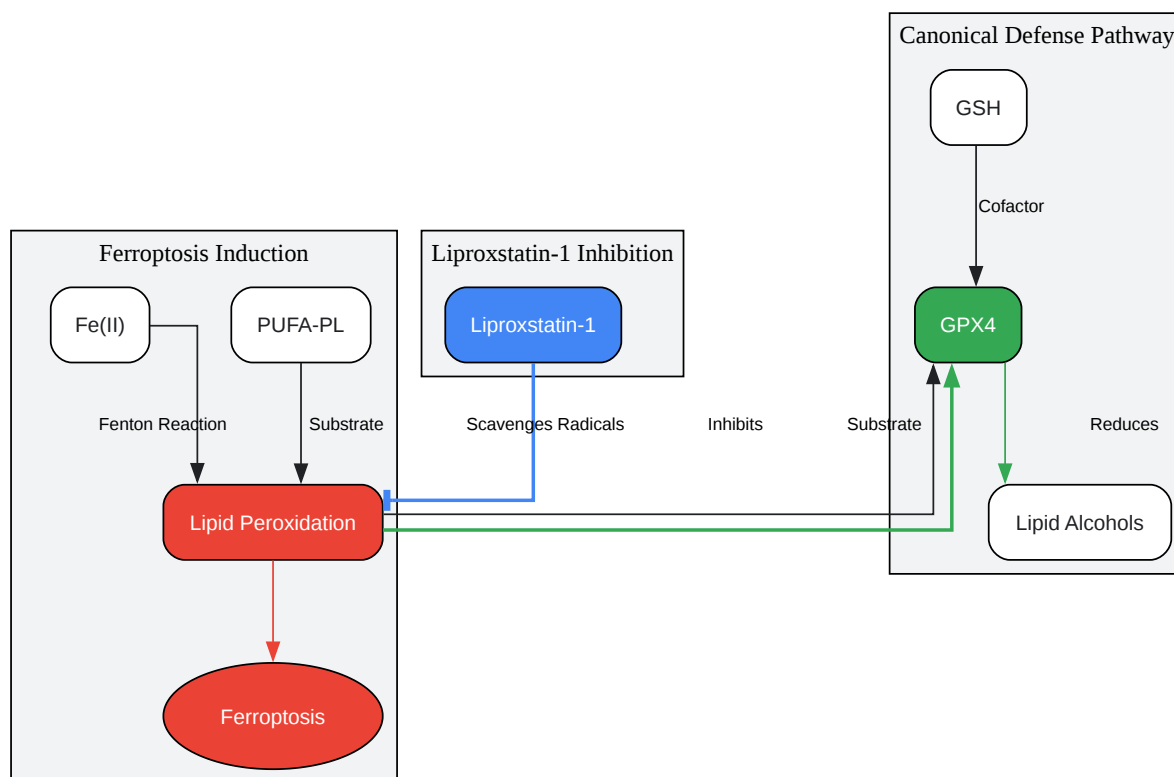 Canonical Defense Pathway
GSH
Cofactor
Ferroptosis Induction
Liproxstatin-1 Inhibition
Fe(II)
PUFA-PL
Liproxstatin-1
GPX4
Fenton Reaction
Substrate
Scavenges Radicals
Inhibits
Substrate
Reduces
Lipid Peroxidation
Lipid Alcohols
Ferroptosis